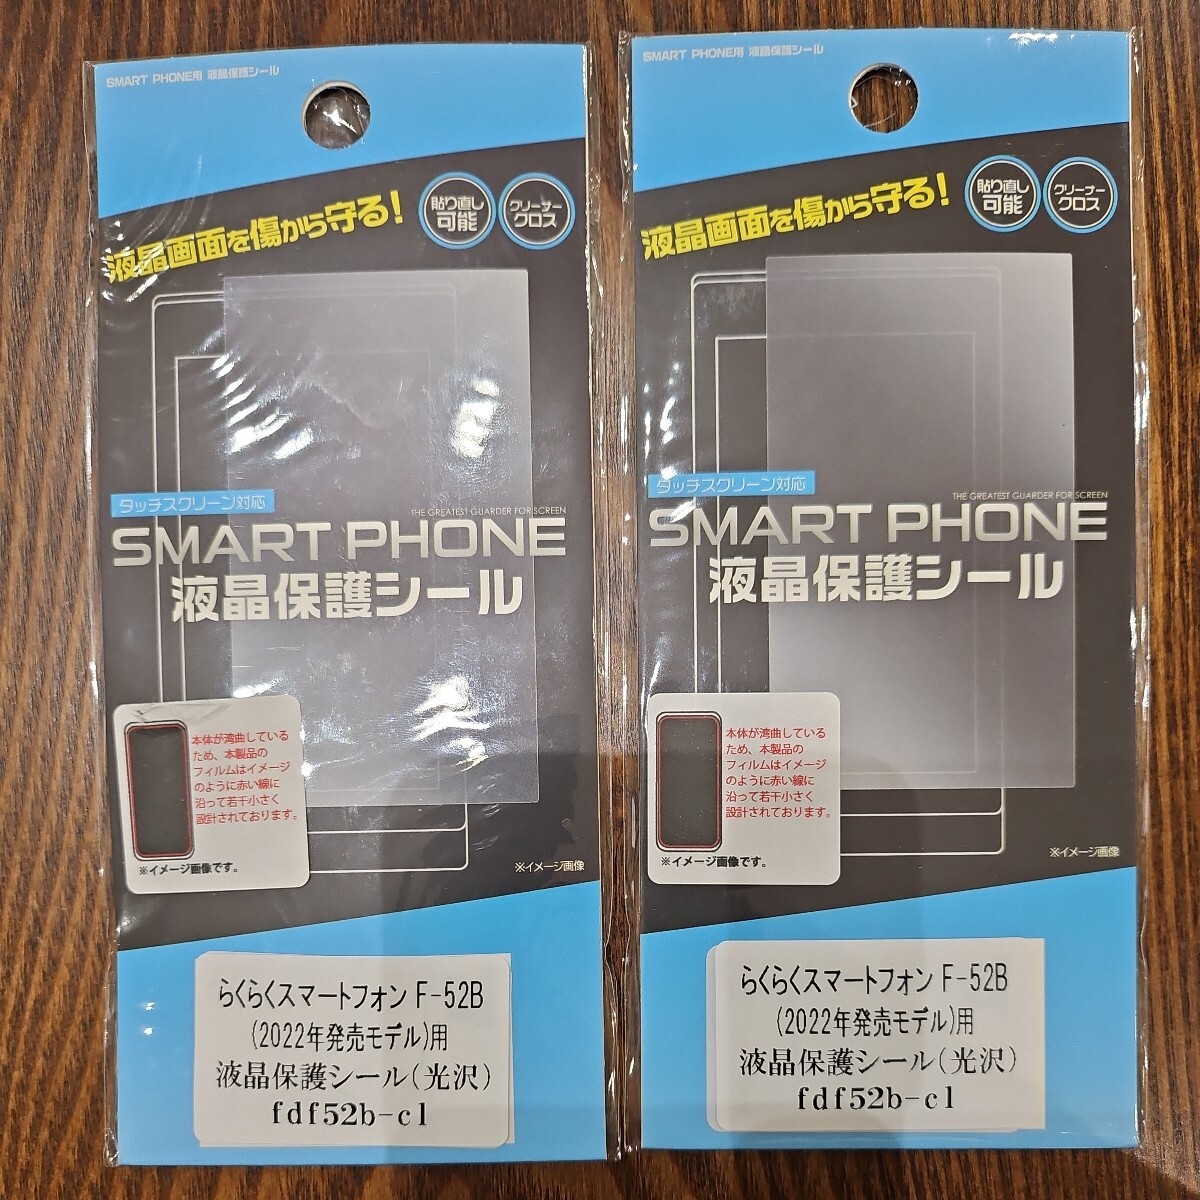 SMART PHONE用 液晶保護シール
液晶画面を傷から守る!
貼り直し
可能
クリーナー
クロス
タッチスクリーン対応
THE GREATEST GUARDER FOR SCREEN
SMART PHONE
液晶保護シール
本体が湾曲している
ため、本製品の
フィルムはイメージ
のように赤い線に
沿って若干小さく
設計されております。
※イメージ画像です。
※イメージ画像
らくらくスマートフォン F-52B
(2022年発売モデル)用
液晶保護シール(光沢)
fdf52b-cl
SMART PHONE用 液晶保護シール
液晶画面を傷から守る!
貼り直し
可能
クリーナー
クロス
タッチスクリーン対応
THE GREATEST GUARDER FOR SCREEN
SMART PHONE
液晶保護シール
本体が湾曲している
ため、本製品の
フィルムはイメージ
のように赤い線に
沿って若干小さく
設計されております。
※イメージ画像です。
※イメージ画像
らくらくスマートフォン F-52B
(2022年発売モデル)用
液晶保護シール(光沢)
fdf52b-cl